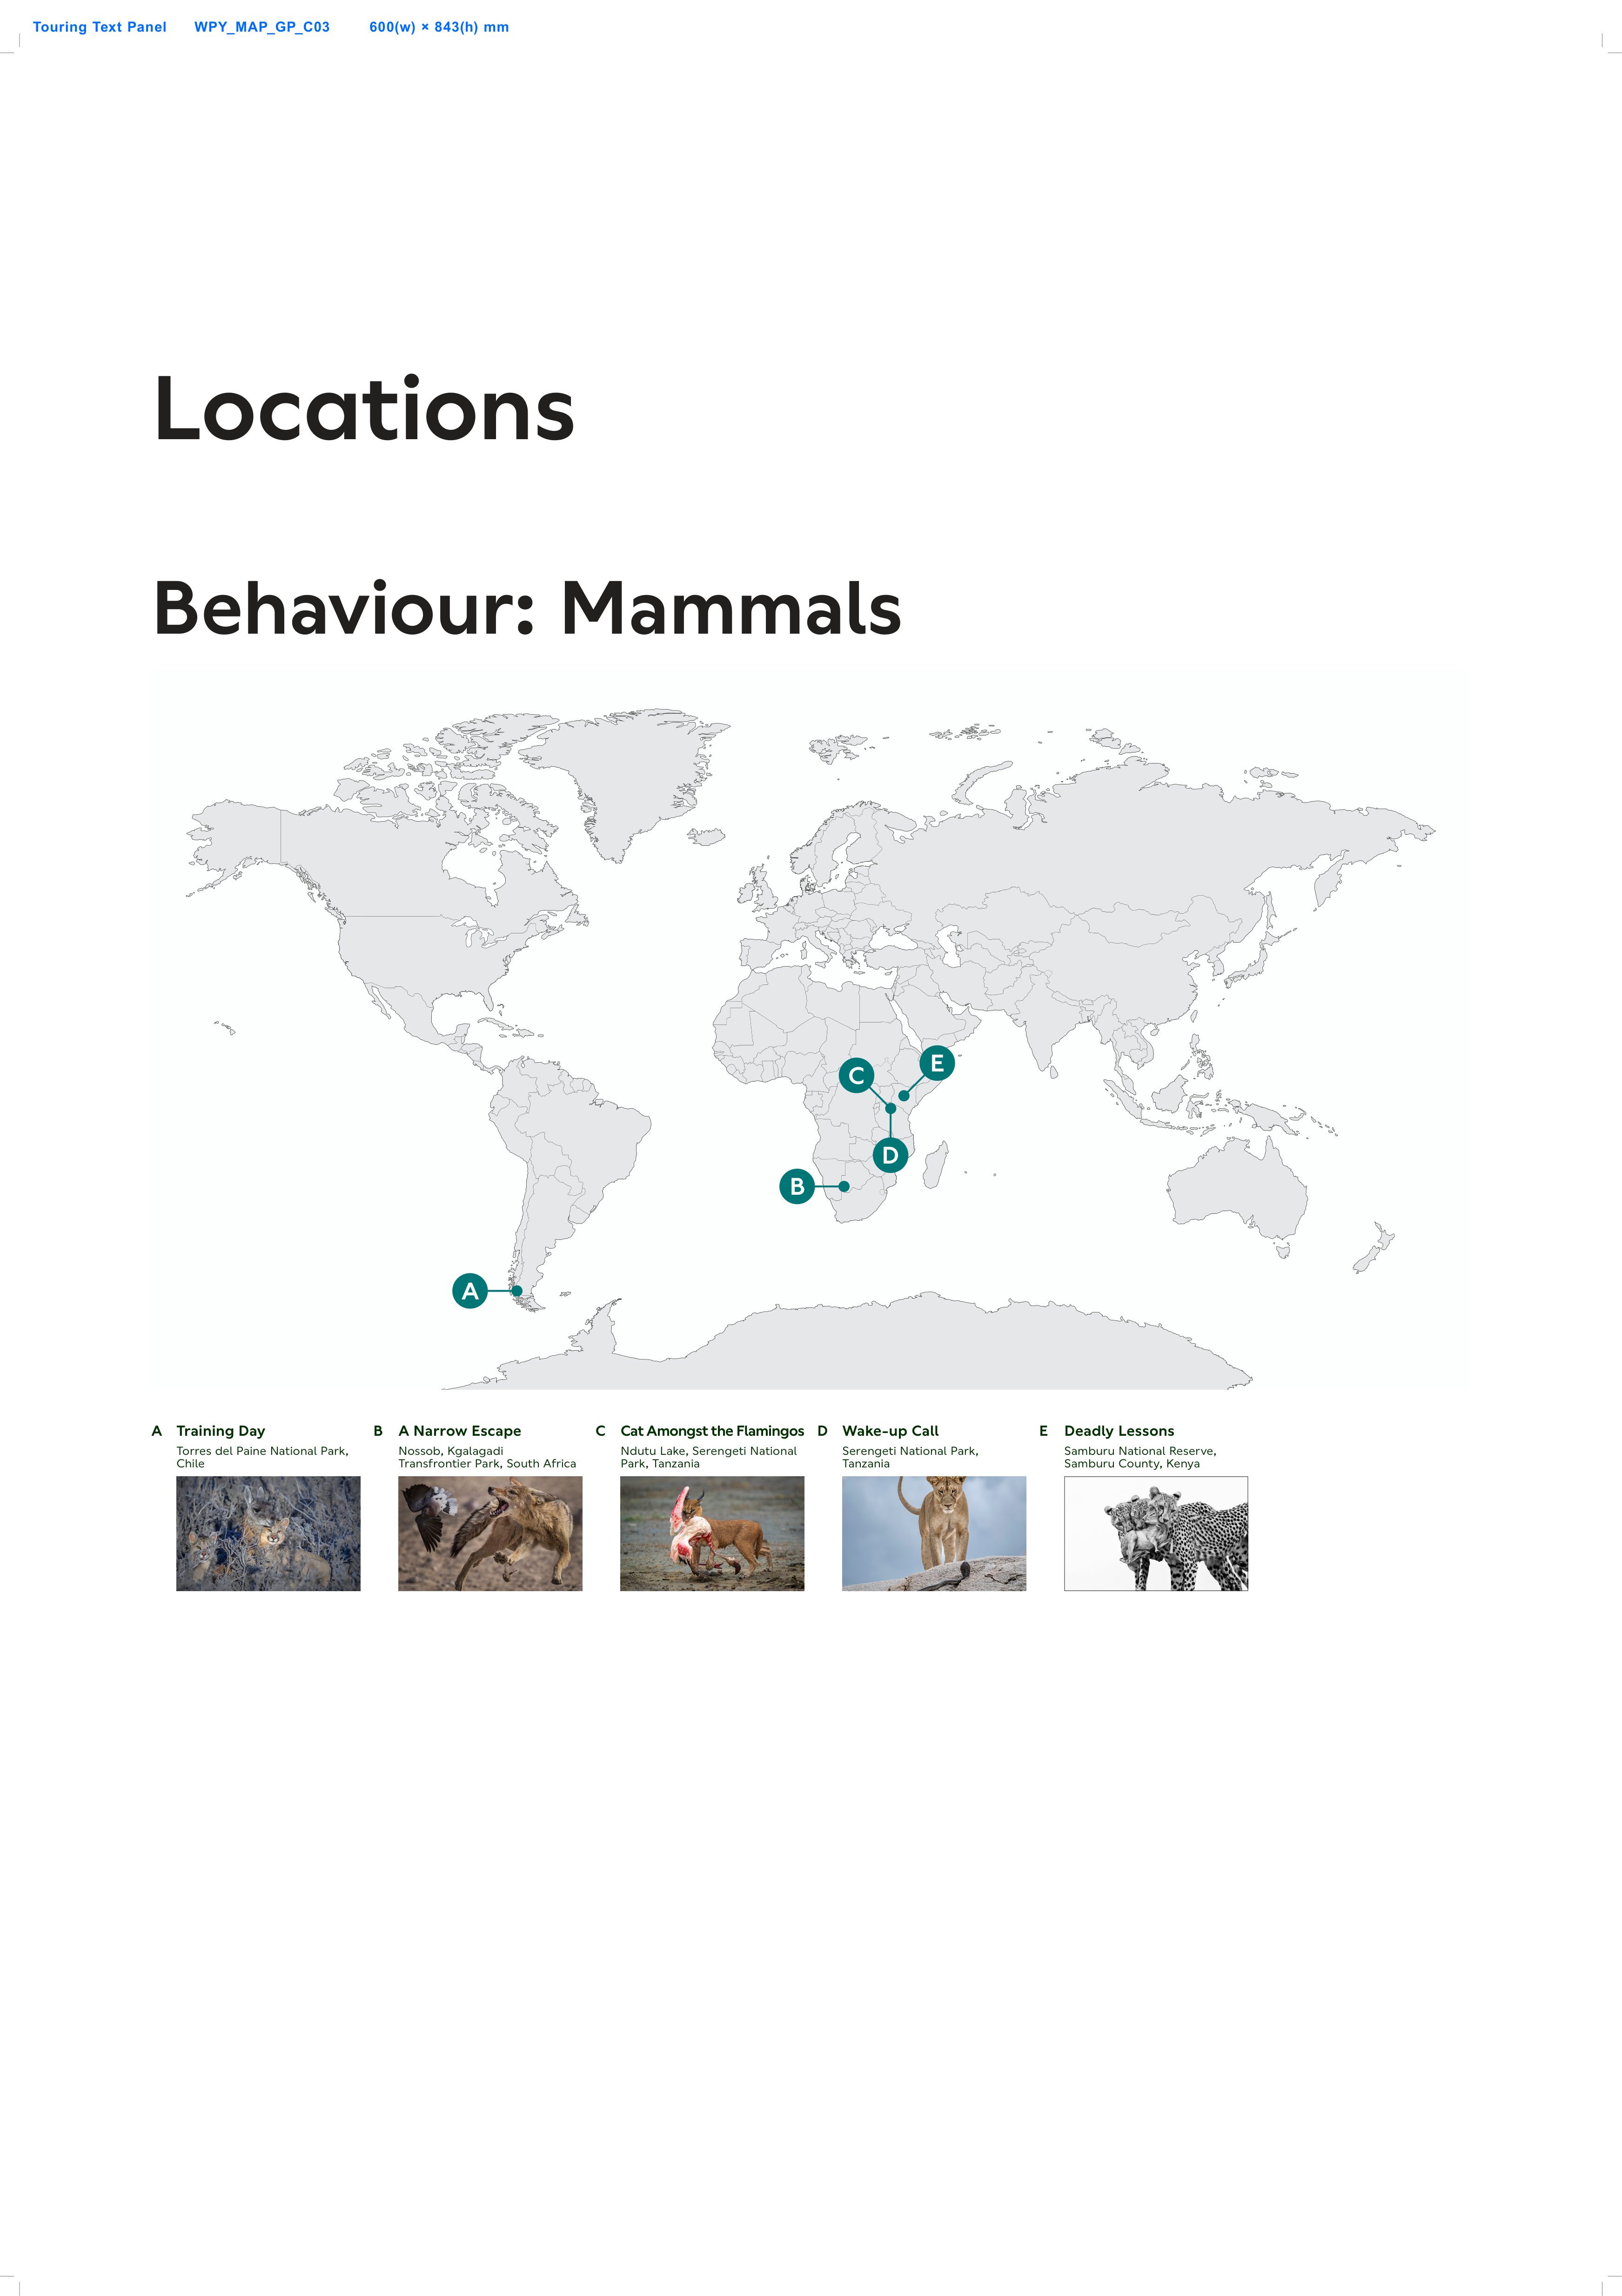 Touring Text Panel WPY_MAP_GP_C03 600(w) × 843(h) mm
Locations
Behaviour: Mammals
E
C
D
B
A
A Training Day
Torres del Paine National Park,
Chile
B A Narrow Escape
Nossob, Kgalagadi
Transfrontier Park, South Africa
C Cat Amongst the Flamingos
Ndutu Lake, Serengeti National
Park, Tanzania
D Wake-up Call
Serengeti National Park,
Tanzania
E Deadly Lessons
Samburu National Reserve,
Samburu County, Kenya